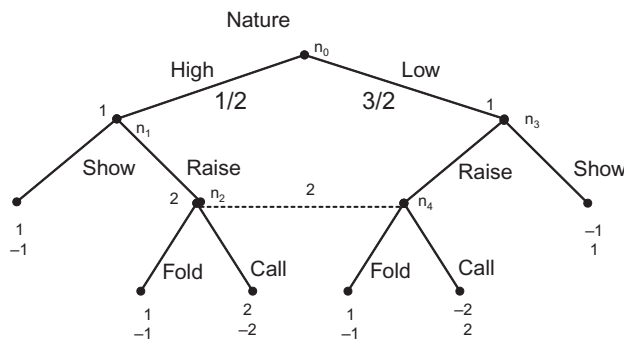 Nature
n0
High Low
1/2 3/2
1 n1 1 n3
Show Raise Raise Show
2 n2 2 n4
1 -1
–1 1
Fold Call Fold Call
1 2 1 –2
–1 –2 –1 2